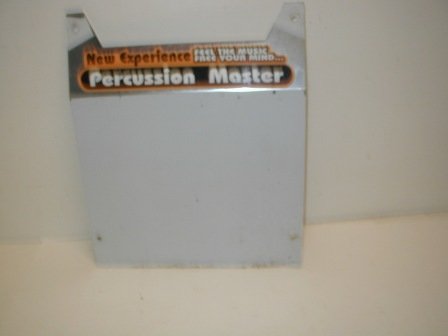 New Experience FEEL THE MUSIC
FREE YOUR MIND...
Percussion Master